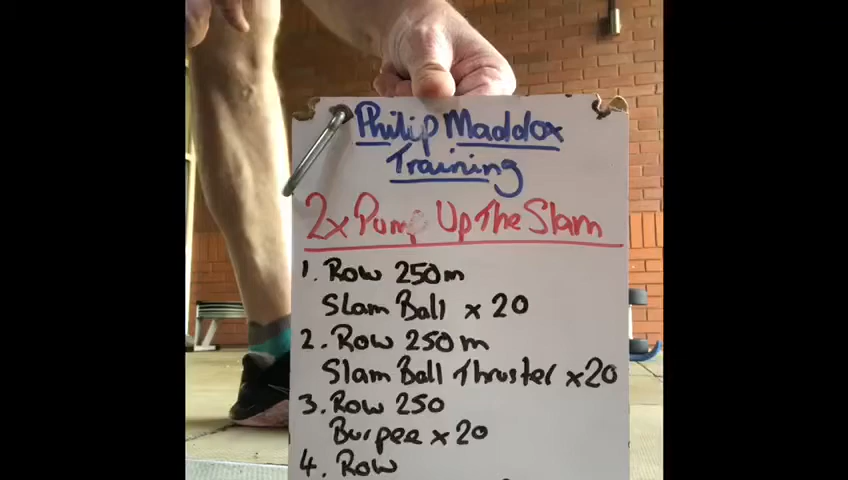 Philip Maddox
Training
2x Pump Up The Slam
1. Row 250m
Slam Ball x 20
2. Row 250m
Slam Ball Thruster x20
3. Row 250
Burpee x 20
4. Row